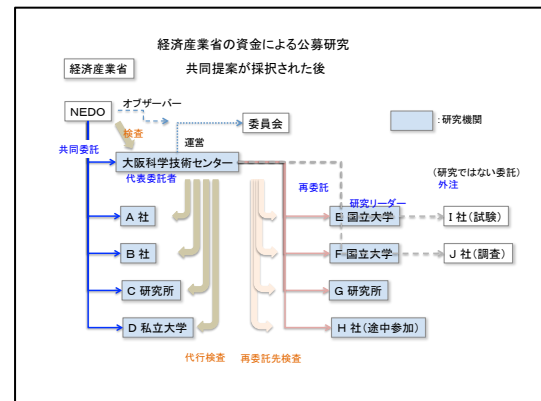 経済産業省の資金による公募研究
経済産業省
共同提案が採択された後
NEDO
オブザーバー
委員会
:研究機関
検査
運営
共同委託
大阪科学技術センター
代表委託者
再委託
(研究ではない委託)
外注
研究リーダー
A 社
E 国立大学
I 社(試験)
B 社
F 国立大学
J 社(調査)
C 研究所
G 研究所
D 私立大学
H 社(途中参加)
代行検査
再委託先検査